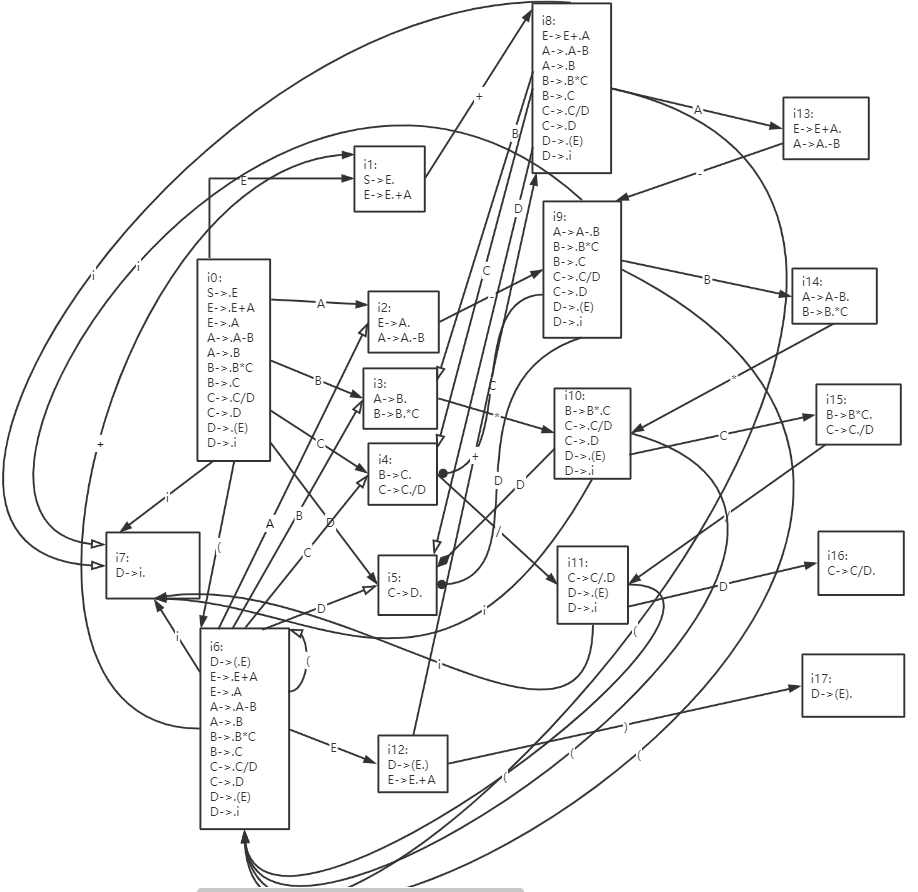 i8:
E->E+.A
A->.A-B
A->.B
B->.B*C
B->.C
C->.C/D
C->.D
D->.(E)
D->.i
i13:
E->E+A.
A->A.-B
i1:
S->E.
E->E.+A
i9:
A->A-.B
B->.B*C
B->.C
C->.C/D
C->.D
D->.(E)
D->.i
i0:
S->.E
E->.E+A
E->.A
A->.A-B
A->.B
B->.B*C
B->.C
C->.C/D
C->.D
D->.(E)
D->.i
i14:
A->A-B.
B->B.*C
i2:
E->A.
A->A.-B
i3:
A->B.
B->B.*C
i10:
B->B*.C
C->.C/D
C->.D
D->.(E)
D->.i
i15:
B->B*C.
C->C./D
i4:
B->C.
C->C./D
i7:
D->i.
i5:
C->D.
i11:
C->C/.D
D->.(E)
D->.i
i16:
C->C/D.
i6:
D->(.E)
E->.E+A
E->.A
A->.A-B
A->.B
B->.B*C
B->.C
C->.C/D
C->.D
D->.(E)
D->.i
i12:
D->(E.)
E->E.+A
i17:
D->(E).
+
A
B
-
E
D
i
i
C
B
A
-
B
*
C
*
C
C
+
+
D
D
i
A
B
D
/
/
(
C
D
D
i
i
(
(
i
E
)
(
(
(